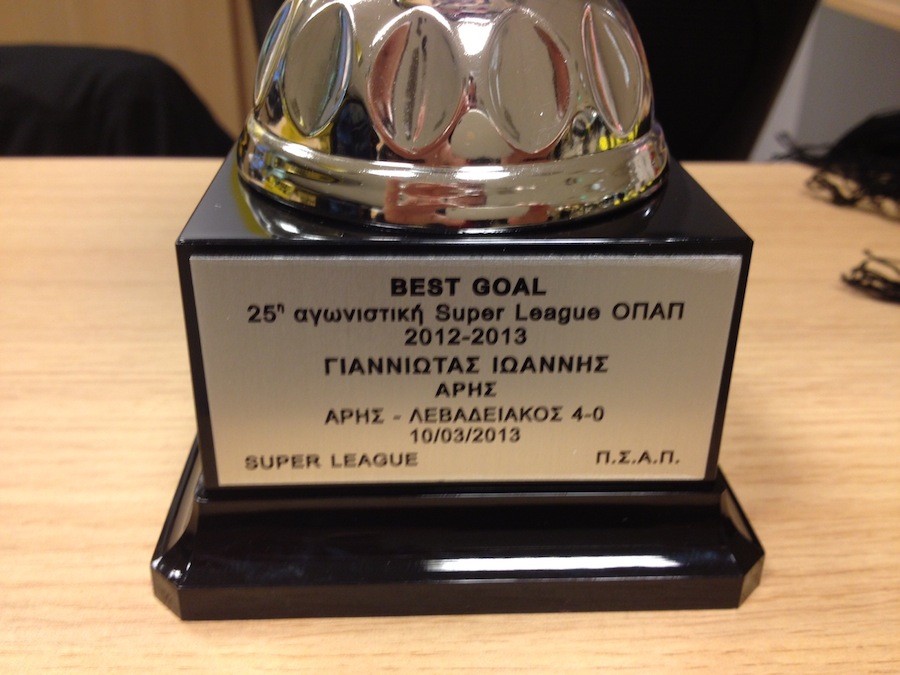 BEST GOAL
25η αγωνιστική Super League ΟΠΑΠ
2012-2013
ΓΙΑΝΝΙΩΤΑΣ ΙΩΑΝΝΗΣ
ΑΡΗΣ
ΑΡΗΣ - ΛΕΒΑΔΕΙΑΚΟΣ 4-0
10/03/2013
SUPER LEAGUE Π.Σ.Α.Π.